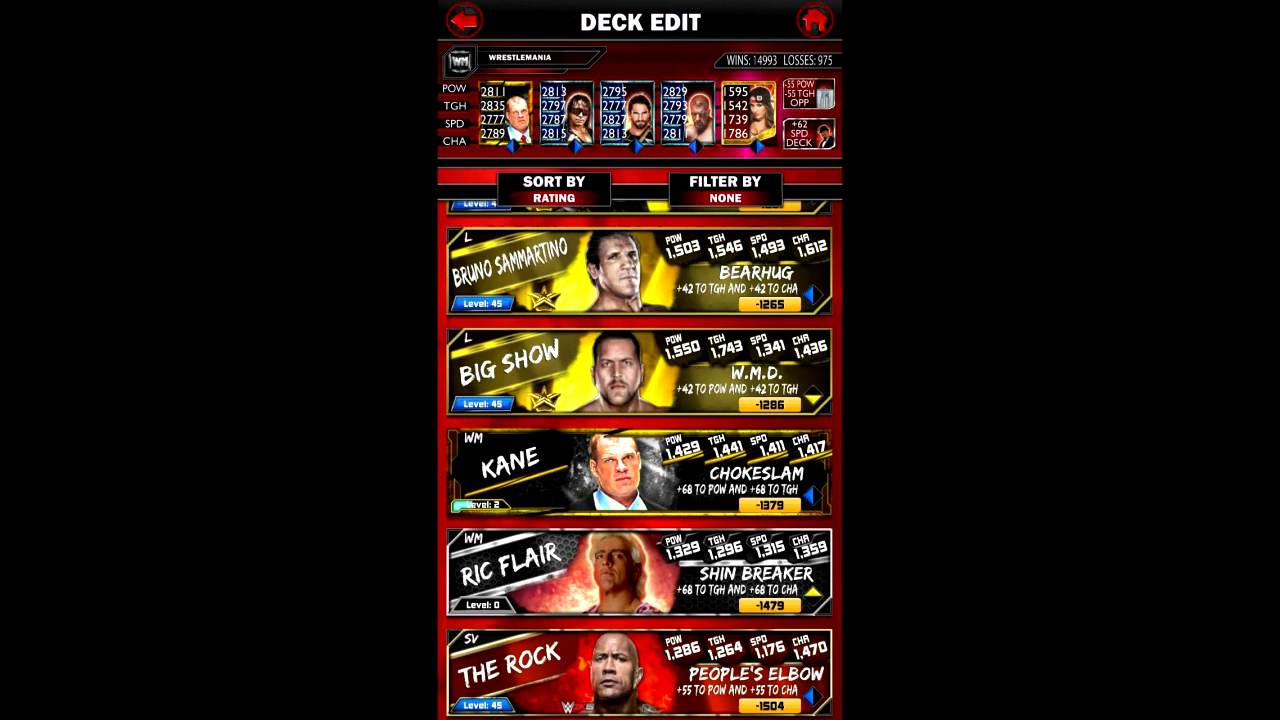 DECK EDIT
WM WRESTLEMANIA WINS: 14993 LOSSES: 975
POW 2811 2813 2795 2829 1595
TGH 2835 2797 2777 2793 1542
SPD 2777 2787 2827 2779 1739
CHA 2789 2815 2813 281 1786
-55 POW
-55 TGH
OPP
+62
SPD
DECK
SORT BY
RATING
FILTER BY
NONE
L
BRUNO SAMMARTINO
Level: 45
POW TGH SPD CHA
1,503 1,546 1,493 1,612
BEARHUG
+42 TO TGH AND +42 TO CHA
-1265
L
BIG SHOW
Level: 45
POW TGH SPD CHA
1,550 1,743 1,341 1,436
W.M.D.
+42 TO POW AND +42 TO TGH
-1286
WM
KANE
Level: 2
POW TGH SPD CHA
1,429 1,441 1,411 1,417
CHOKESLAM
+68 TO POW AND +68 TO TGH
-1379
WM
RIC FLAIR
Level: 0
POW TGH SPD CHA
1,329 1,296 1,315 1,359
SHIN BREAKER
+68 TO TGH AND +68 TO CHA
-1479
SV
THE ROCK
Level: 45
POW TGH SPD CHA
1,286 1,264 1,176 1,470
PEOPLE'S ELBOW
+55 TO POW AND +55 TO CHA
-1504